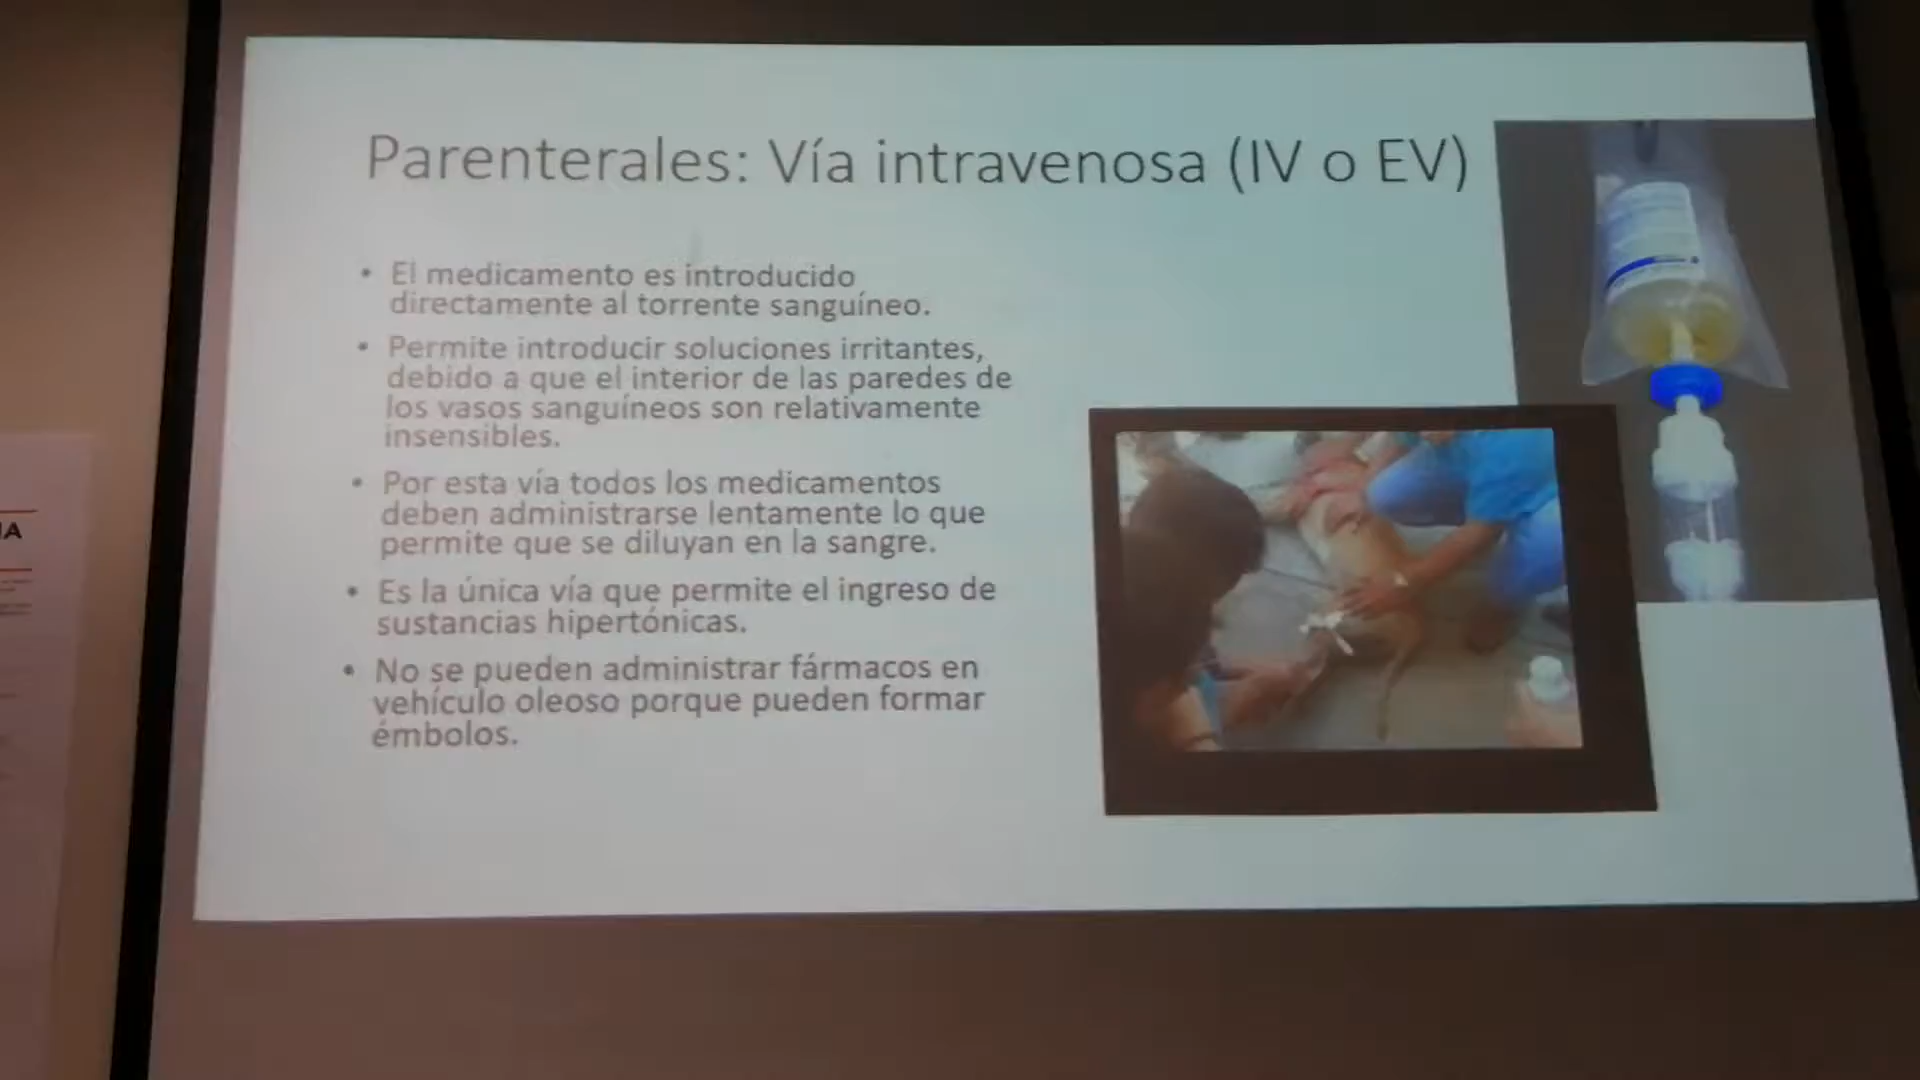 Parenterales: Vía intravenosa (IV o EV)
• El medicamento es introducido
directamente al torrente sanguíneo.
• Permite introducir soluciones irritantes,
debido a que el interior de las paredes de
los vasos sanguíneos son relativamente
insensibles.
• Por esta vía todos los medicamentos
deben administrarse lentamente lo que
permite que se diluyan en la sangre.
• Es la única vía que permite el ingreso de
sustancias hipertónicas.
• No se pueden administrar fármacos en
vehículo oleoso porque pueden formar
émbolos.
IA